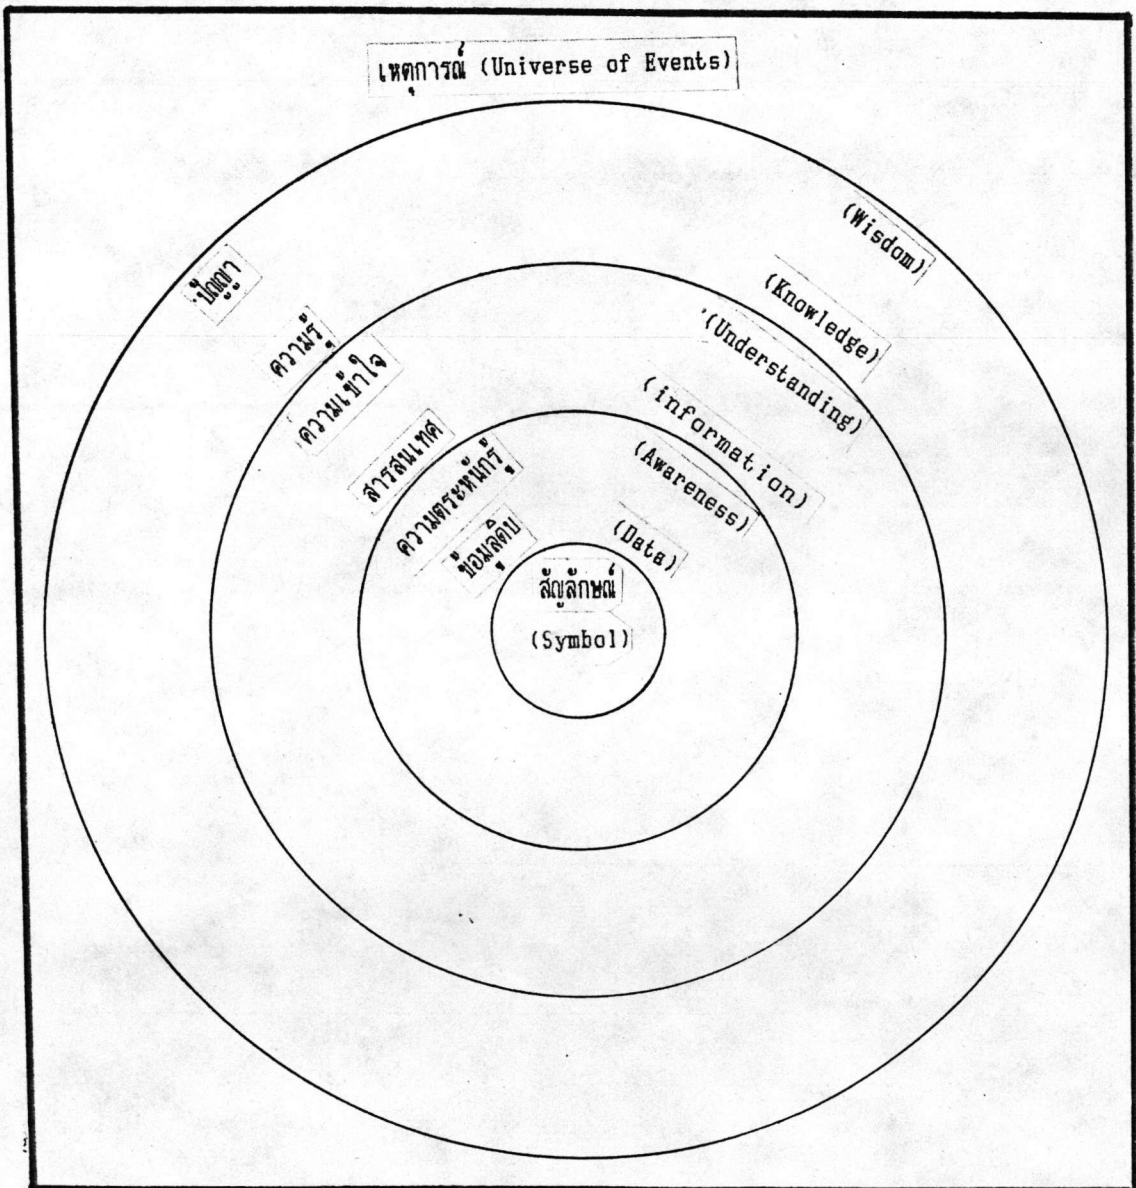 เหตุการณ์ (Universe of Events)
ปัญญา
(Wisdom)
ความรู้
(Knowledge)
ความเข้าใจ
(Understanding)
สารสนเทศ
(information)
ความตระหนักรู้
(Awareness)
ข้อมูลดิบ
(Data)
สัญลักษณ์
(Symbol)